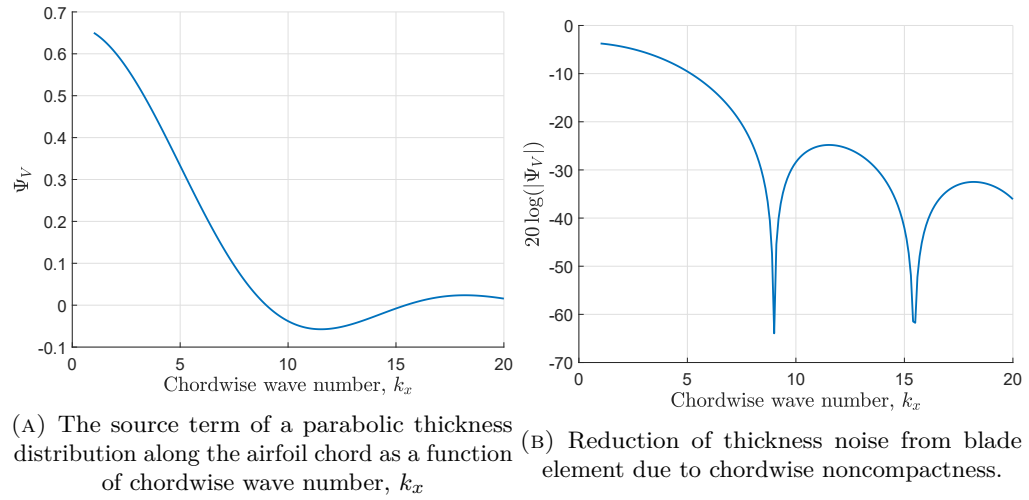 0.7
0.6
0.5
0.4
0.3
0.2
0.1
0
-0.1
Ψ_V
0 5 10 15 20
Chordwise wave number, k_x
(A) The source term of a parabolic thickness
distribution along the airfoil chord as a function
of chordwise wave number, k_x
0
-10
-20
-30
-40
-50
-60
-70
20 log(|Ψ_V|)
0 5 10 15 20
Chordwise wave number, k_x
(B) Reduction of thickness noise from blade
element due to chordwise noncompactness.